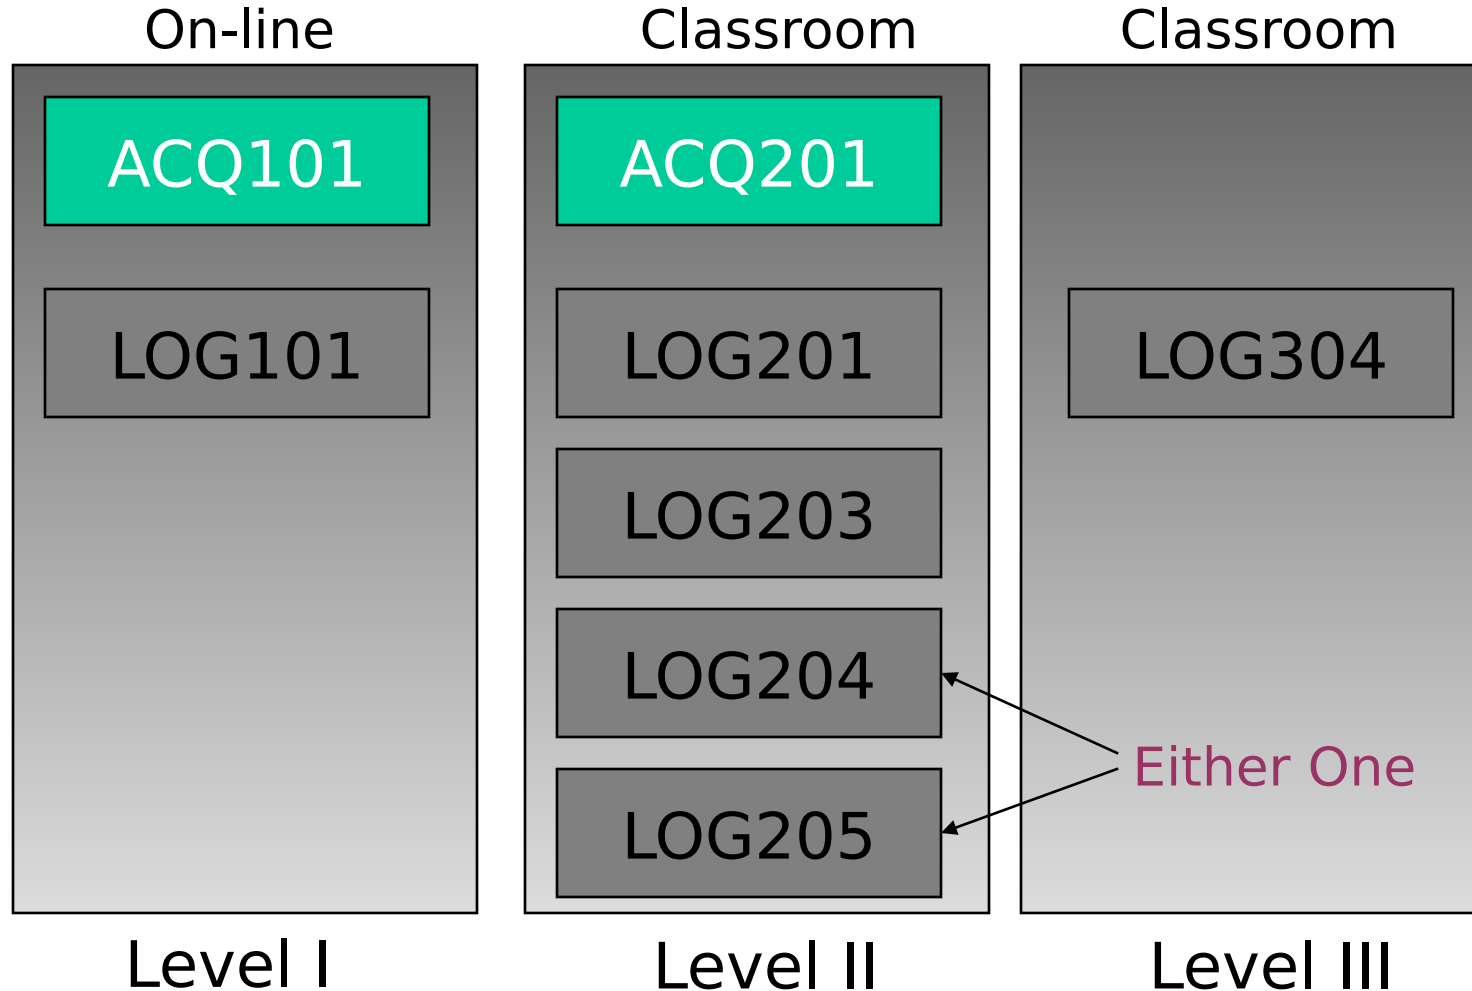 On-line
Classroom
Classroom
ACQ101
ACQ201
LOG101
LOG201
LOG304
LOG203
LOG204
Either One
LOG205
Level I
Level II
Level III